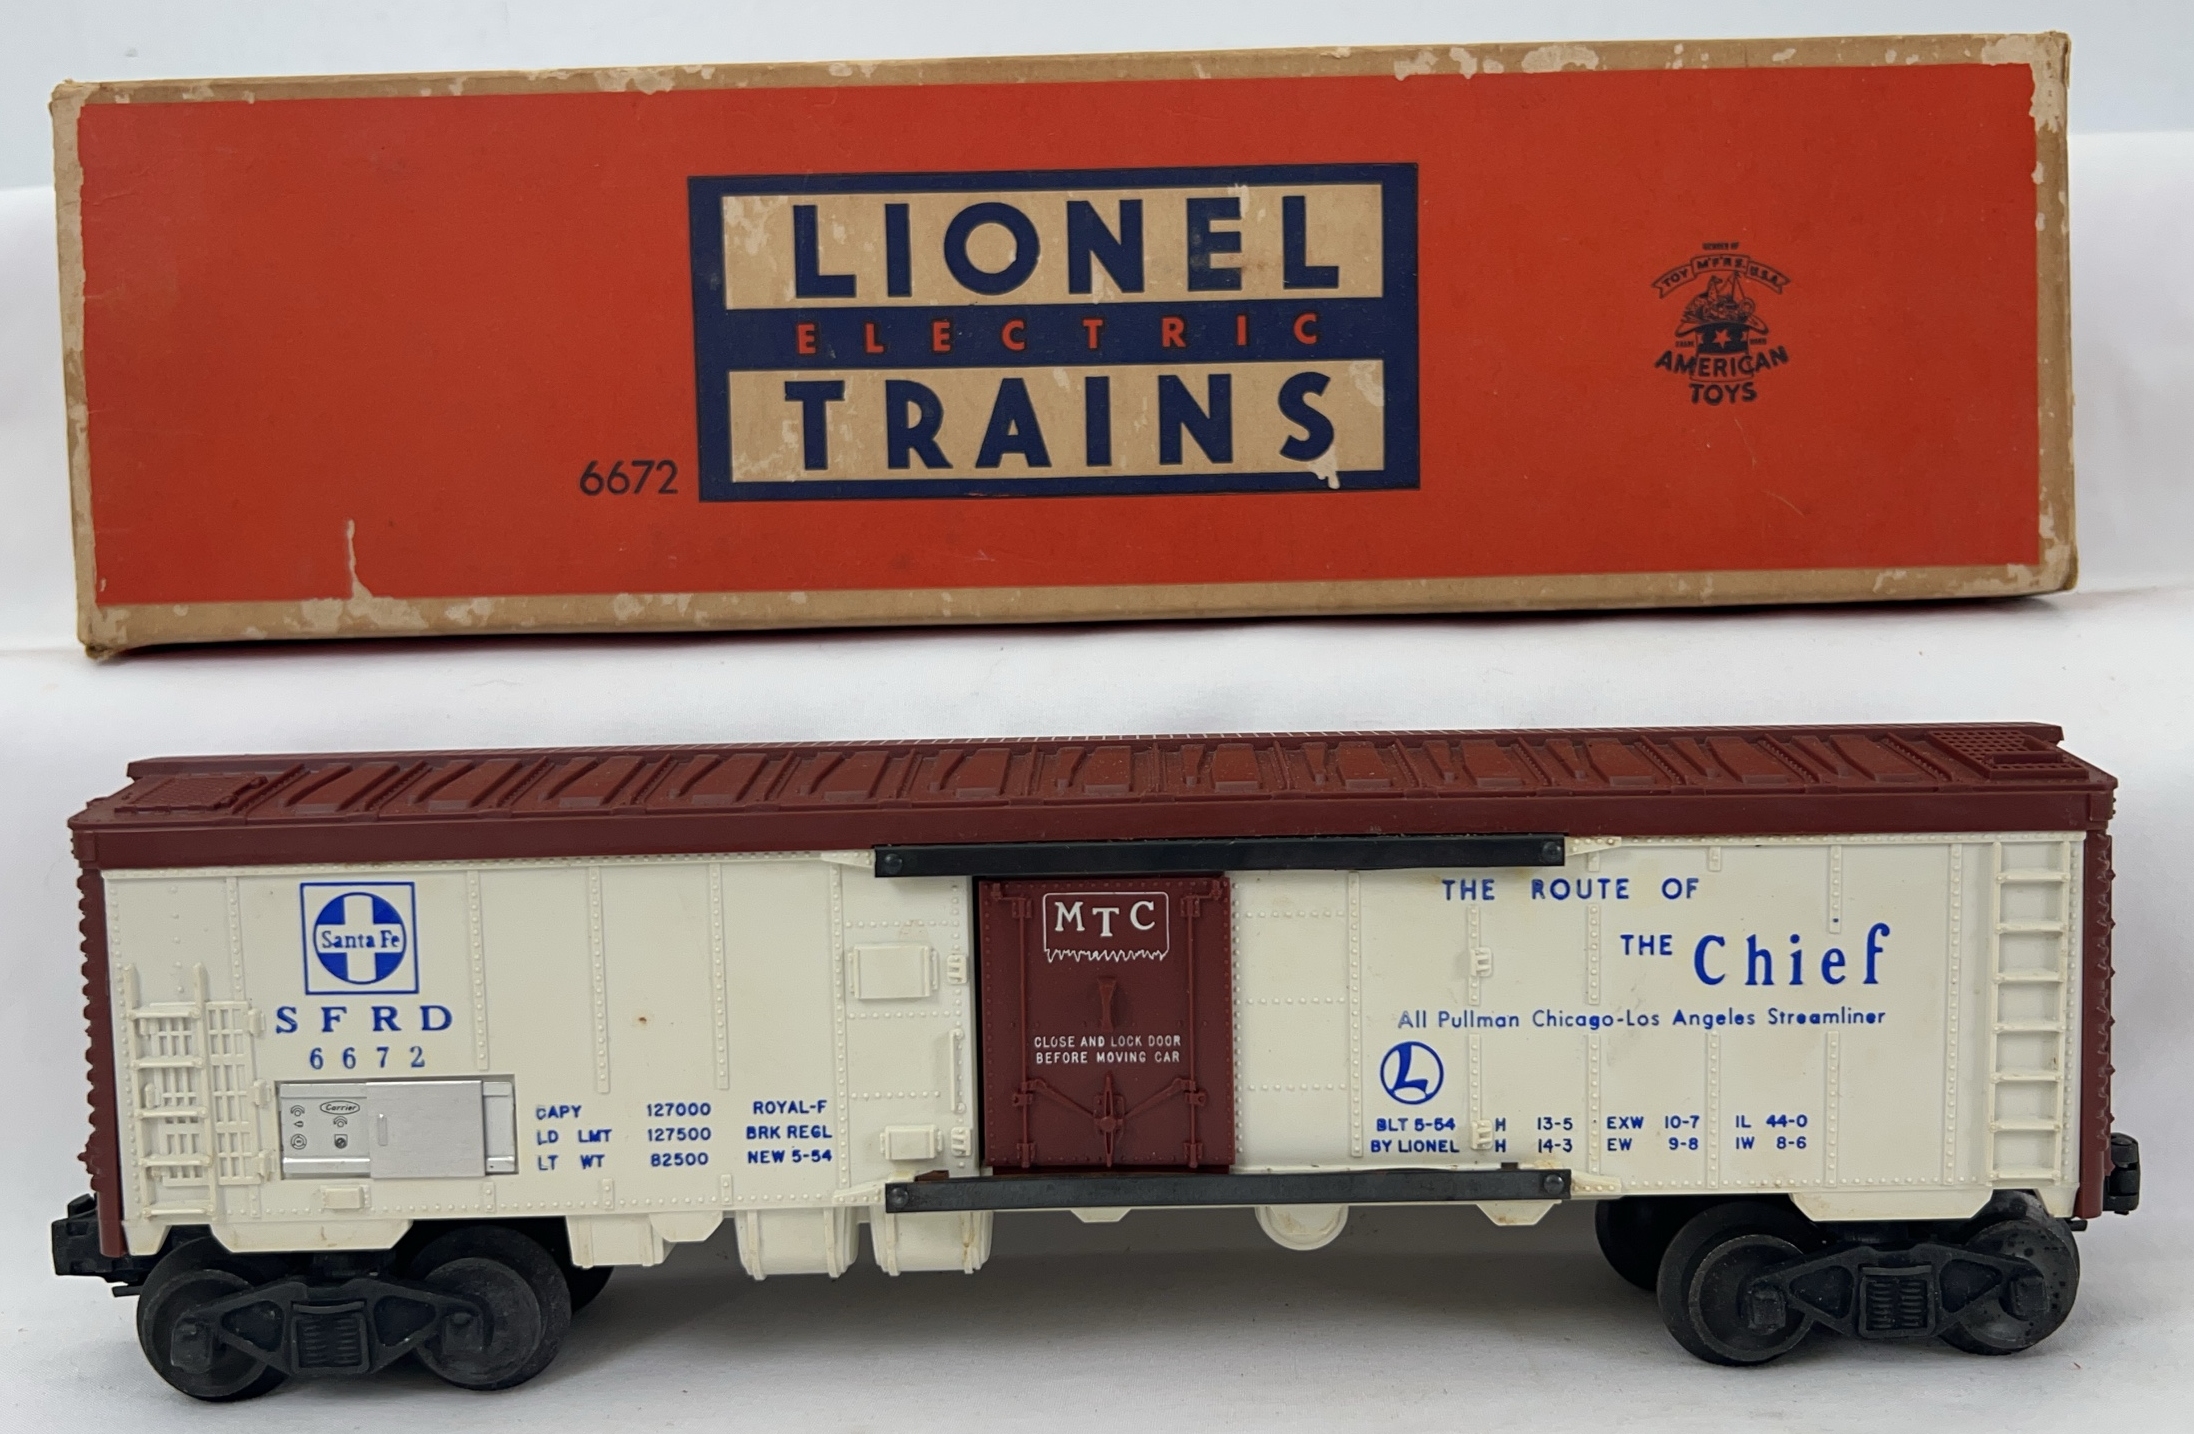 LIONEL
ELECTRIC
TRAINS
6672
MEMBER OF
TOY M'F'RS U.S.A.
AMERICAN
TOYS
Santa Fe
SFRD
6672
Carrier
CAPY 127000 ROYAL-F
LD LMT 127500 BRK REGL
LT WT 82500 NEW 5-54
MTC
CLOSE AND LOCK DOOR
BEFORE MOVING CAR
THE ROUTE OF
THE Chief
All Pullman Chicago-Los Angeles Streamliner
L
BLT 5-54 H 13-5 EXW 10-7 IL 44-0
BY LIONEL H 14-3 EW 9-8 IW 8-6